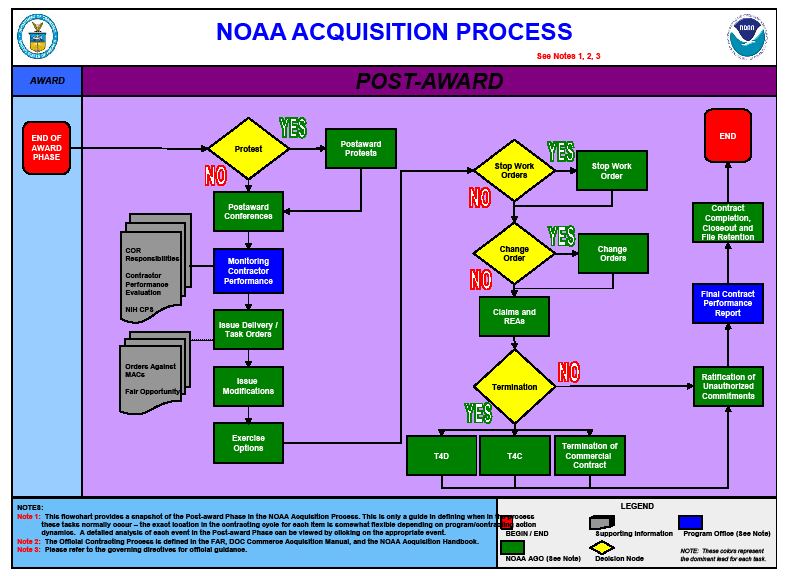 NOAA ACQUISITION PROCESS
See Notes 1, 2, 3
NOAA
AWARD
POST-AWARD
END OF
AWARD
PHASE
Protest
YES
NO
Postaward
Protests
Postaward
Conferences
COR
Responsibilities
Contractor
Performance
Evaluation
NIH CPS
Monitoring
Contractor
Performance
Issue Delivery /
Task Orders
Orders Against
MACs
Fair Opportunity
Issue
Modifications
Exercise
Options
Stop Work
Orders
YES
NO
Stop Work
Order
Change
Order
YES
NO
Change
Orders
Claims and
REAs
Termination
NO
YES
T4D
T4C
Termination of
Commercial
Contract
END
Contract
Completion,
Closeout and
File Retention
Final Contract
Performance
Report
Ratification of
Unauthorized
Commitments
NOTES:
Note 1: This flowchart provides a snapshot of the Post-award Phase in the NOAA Acquisition Process. This is only a guide in defining when in the process
these tasks normally occur – the exact location in the contracting cycle for each item is somewhat flexible depending on program/contracting action
dynamics. A detailed analysis of each event in the Post-award Phase can be viewed by clicking on the appropriate event.
Note 2: The Official Contracting Process is defined in the FAR, DOC Commerce Acquisition Manual, and the NOAA Acquisition Handbook.
Note 3: Please refer to the governing directives for official guidance.
LEGEND
BEGIN / END
Supporting Information
Program Office (See Note)
NOAA AGO (See Note)
Decision Node
NOTE: These colors represent
the dominant lead for each task.